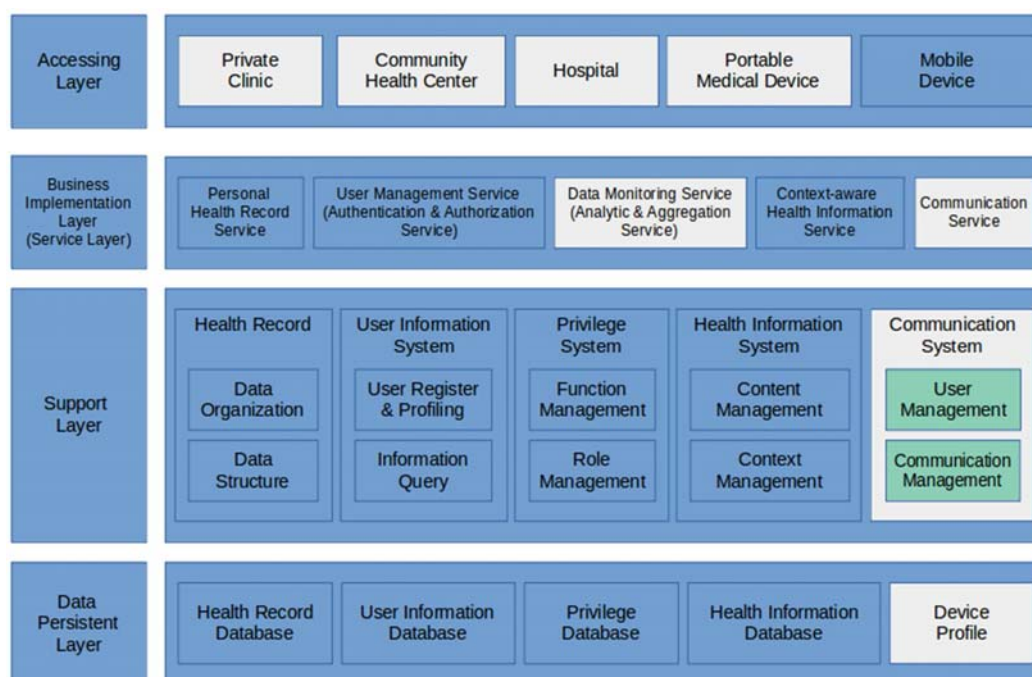 Accessing
Layer
Private
Clinic
Community
Health Center
Hospital
Portable
Medical Device
Mobile
Device
Business
Implementation
Layer
(Service Layer)
Personal
Health Record
Service
User Management Service
(Authentication & Authorization
Service)
Data Monitoring Service
(Analytic & Aggregation
Service)
Context-aware
Health Information
Service
Communication
Service
Support
Layer
Health Record
Data
Organization
Data
Structure
User Information
System
User Register
& Profiling
Information
Query
Privilege
System
Function
Management
Role
Management
Health Information
System
Content
Management
Context
Management
Communication
System
User
Management
Communication
Management
Data
Persistent
Layer
Health Record
Database
User Information
Database
Privilege
Database
Health Information
Database
Device
Profile